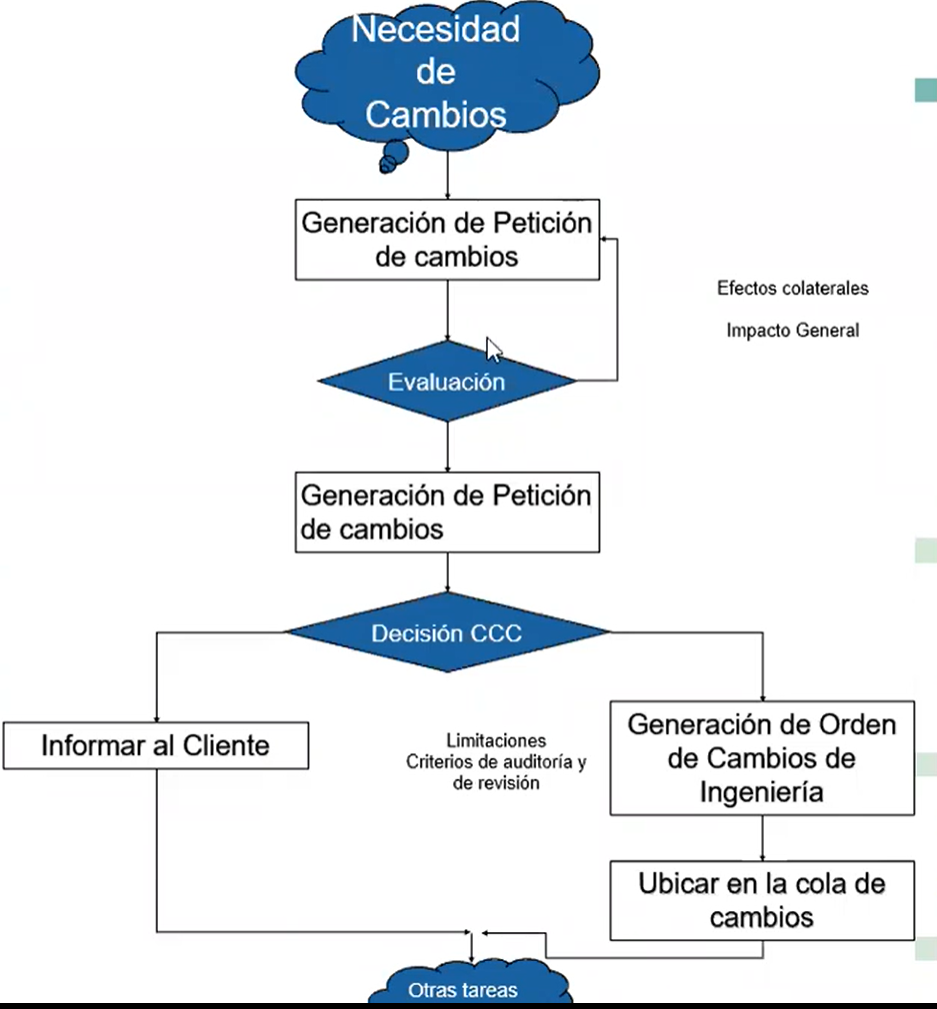 Necesidad
de
Cambios
Generación de Petición
de cambios
Efectos colaterales
Impacto General
Evaluación
Generación de Petición
de cambios
Decisión CCC
Informar al Cliente
Limitaciones
Criterios de auditoría y
de revisión
Generación de Orden
de Cambios de
Ingeniería
Ubicar en la cola de
cambios
Otras tareas